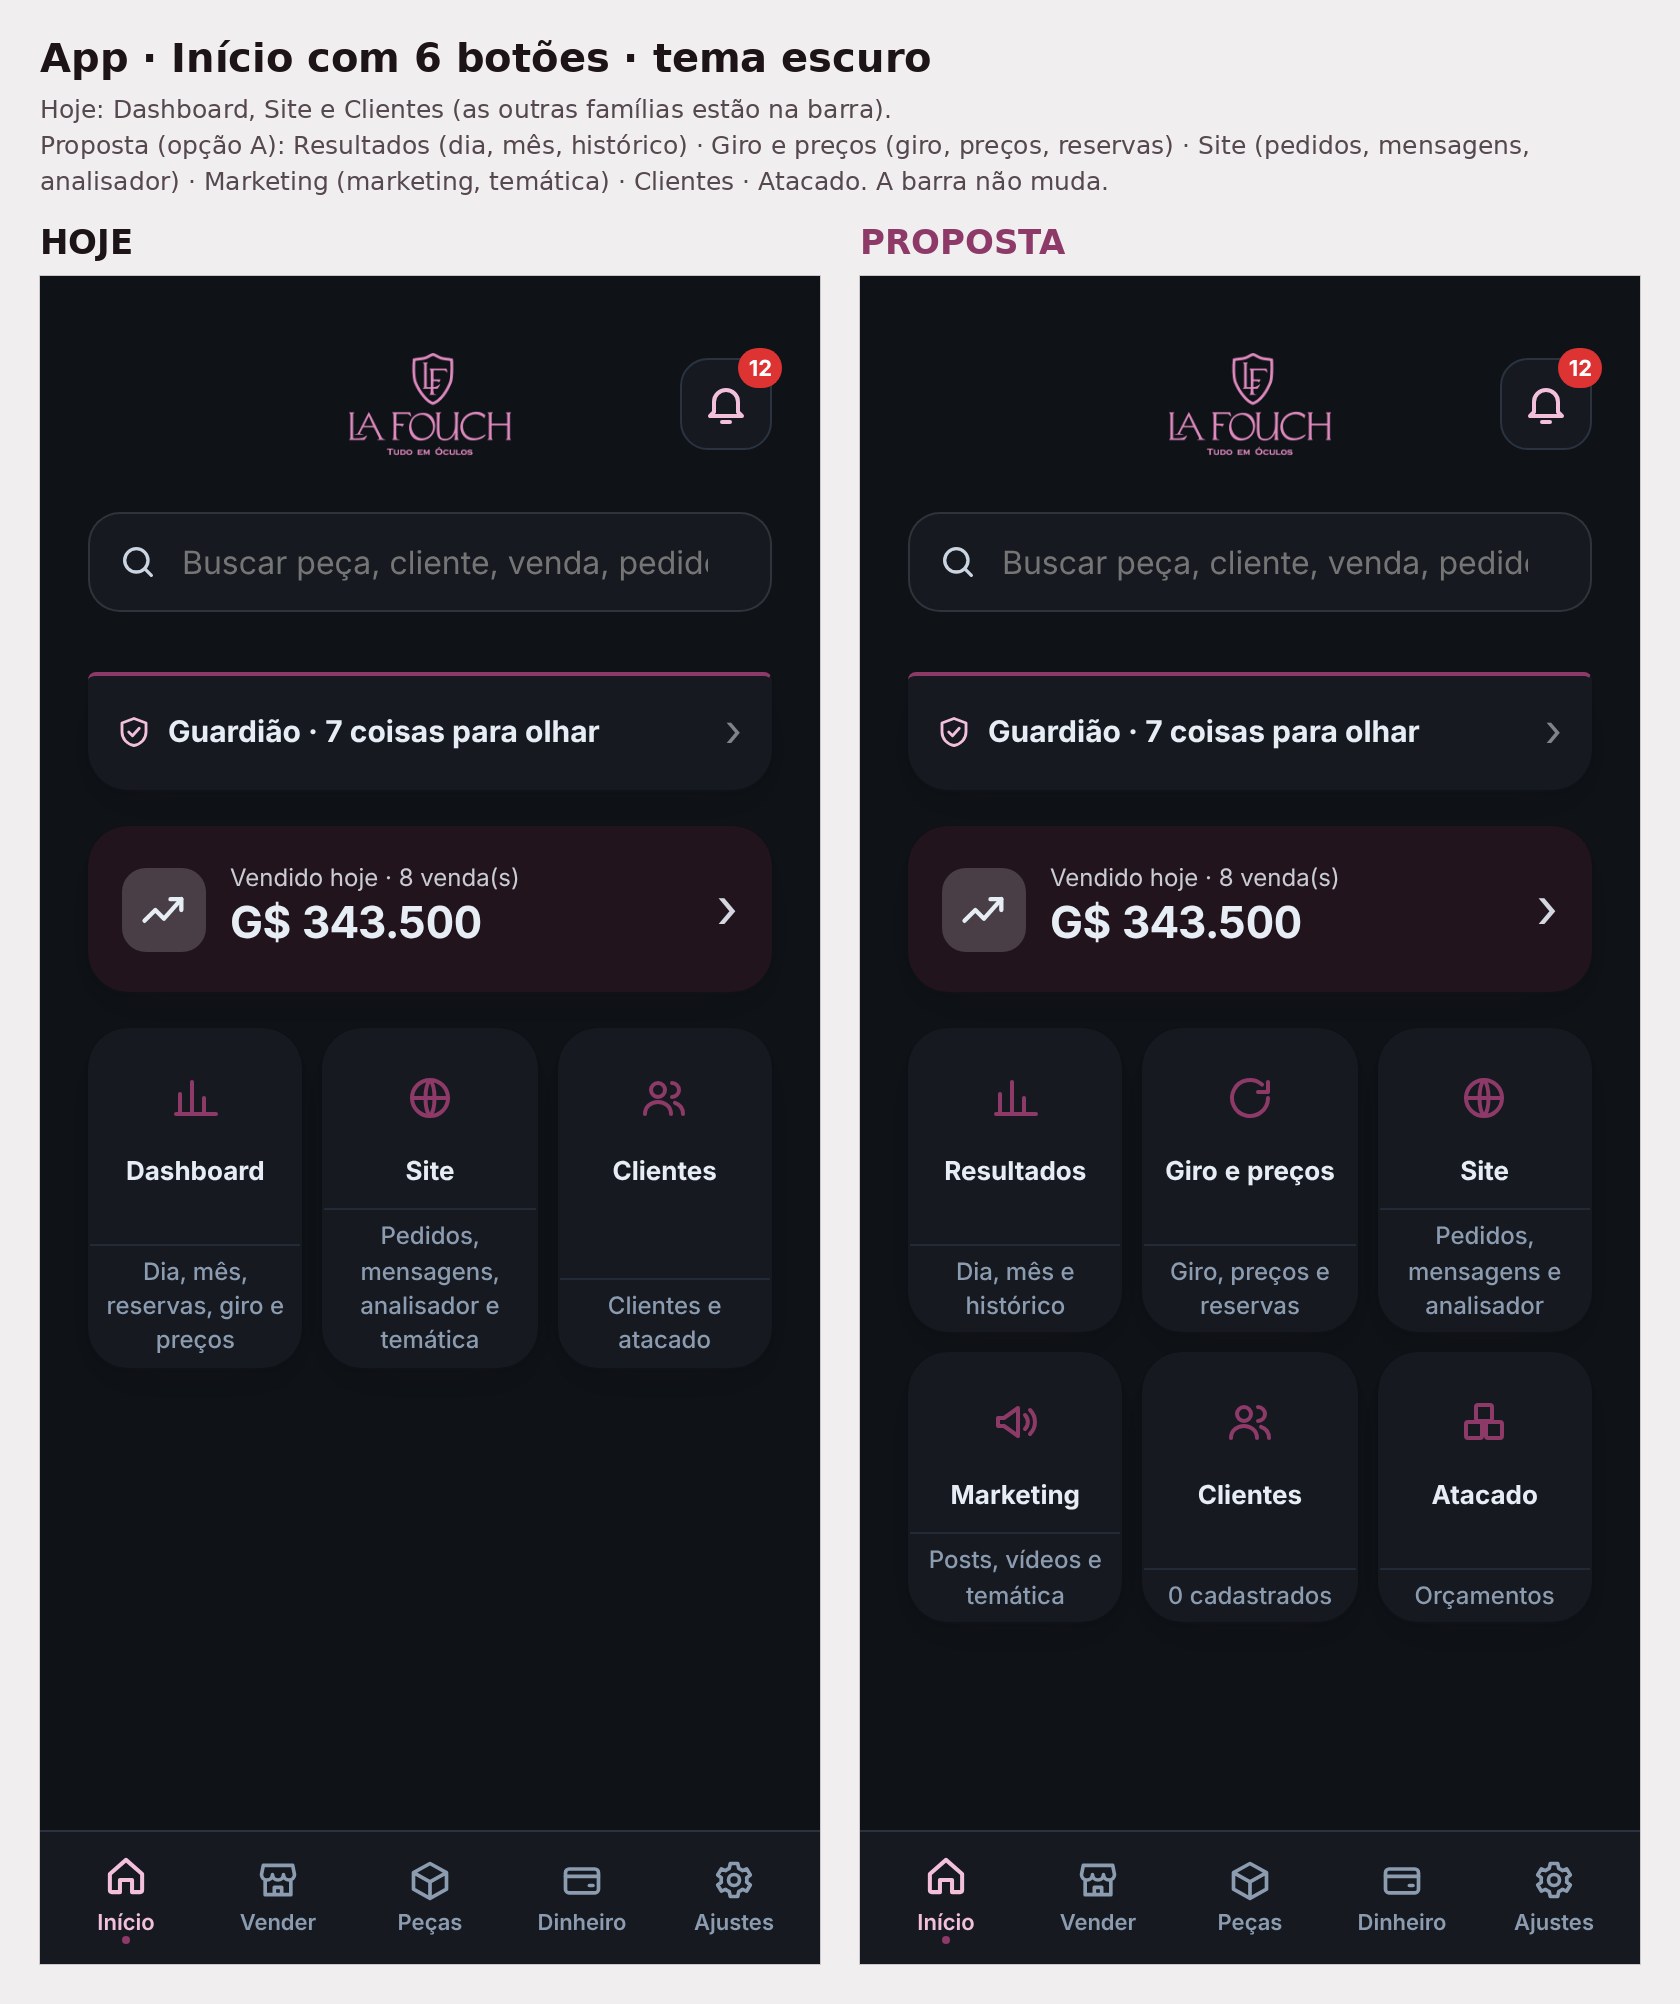 App · Início com 6 botões · tema escuro
Hoje: Dashboard, Site e Clientes (as outras famílias estão na barra).
Proposta (opção A): Resultados (dia, mês, histórico) · Giro e preços (giro, preços, reservas) · Site (pedidos, mensagens,
analisador) · Marketing (marketing, temática) · Clientes · Atacado. A barra não muda.
HOJE
LF
LA FOUCH
TUDO EM ÓCULOS
12
Buscar peça, cliente, venda, pedid
Guardião · 7 coisas para olhar
Vendido hoje · 8 venda(s)
G$ 343.500
Dashboard
Dia, mês,
reservas, giro e
preços
Site
Pedidos,
mensagens,
analisador e
temática
Clientes
Clientes e
atacado
Início
Vender
Peças
Dinheiro
Ajustes
PROPOSTA
LF
LA FOUCH
TUDO EM ÓCULOS
12
Buscar peça, cliente, venda, pedid
Guardião · 7 coisas para olhar
Vendido hoje · 8 venda(s)
G$ 343.500
Resultados
Dia, mês e
histórico
Giro e preços
Giro, preços e
reservas
Site
Pedidos,
mensagens e
analisador
Marketing
Posts, vídeos e
temática
Clientes
0 cadastrados
Atacado
Orçamentos
Início
Vender
Peças
Dinheiro
Ajustes